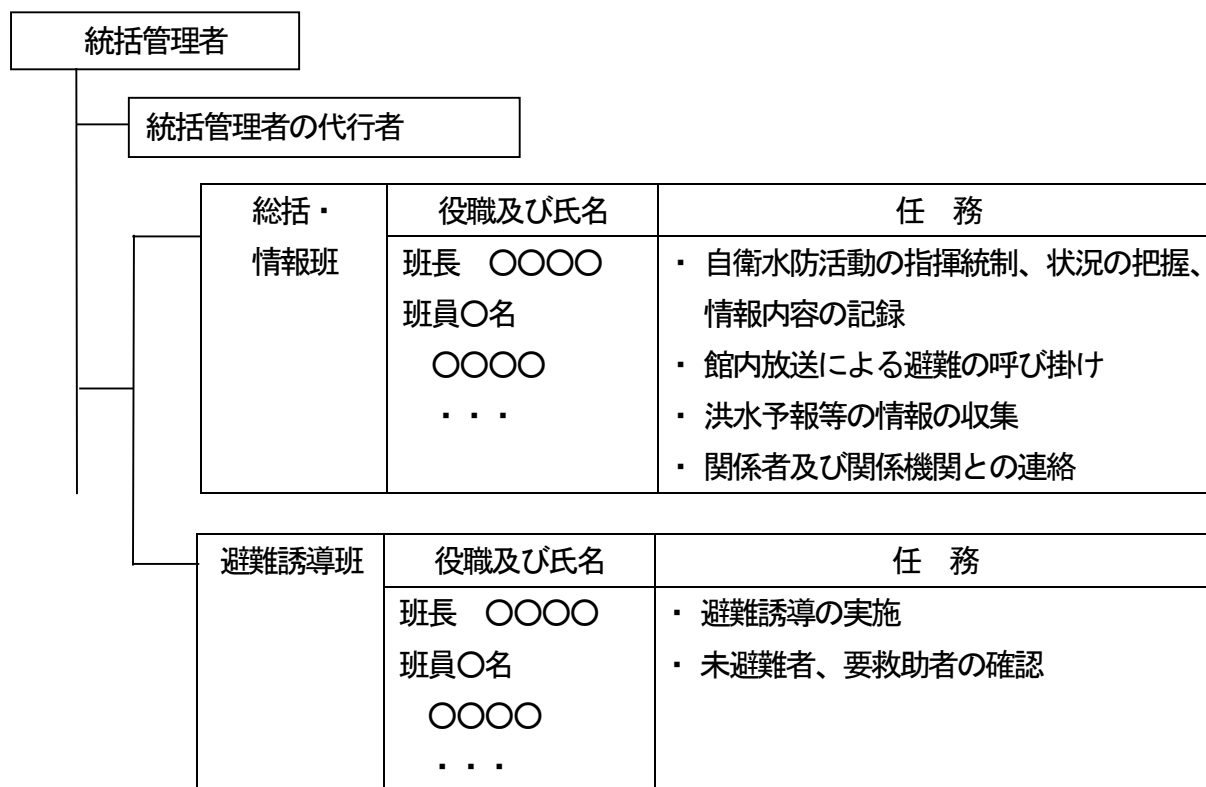 統括管理者
統括管理者の代行者
総括・
情報班
役職及び氏名
任　務
班長　〇〇〇〇
班員〇名
〇〇〇〇
・・・
・ 自衛水防活動の指揮統制、状況の把握、
情報内容の記録
・ 館内放送による避難の呼び掛け
・ 洪水予報等の情報の収集
・ 関係者及び関係機関との連絡
避難誘導班
役職及び氏名
任　務
班長　〇〇〇〇
班員〇名
〇〇〇〇
・・・
・ 避難誘導の実施
・ 未避難者、要救助者の確認